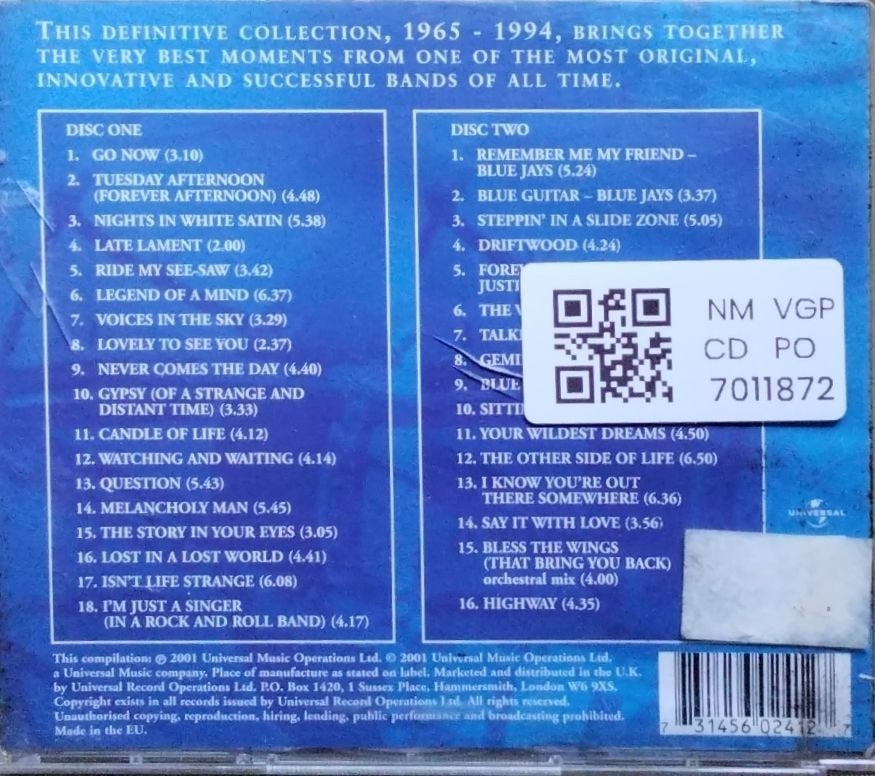 THIS DEFINITIVE COLLECTION, 1965 - 1994, BRINGS TOGETHER
THE VERY BEST MOMENTS FROM ONE OF THE MOST ORIGINAL,
INNOVATIVE AND SUCCESSFUL BANDS OF ALL TIME.
DISC ONE
1. GO NOW (3.10)
2. TUESDAY AFTERNOON
(FOREVER AFTERNOON) (4.48)
3. NIGHTS IN WHITE SATIN (5.38)
4. LATE LAMENT (2.00)
5. RIDE MY SEE-SAW (3.42)
6. LEGEND OF A MIND (6.37)
7. VOICES IN THE SKY (3.29)
8. LOVELY TO SEE YOU (2.37)
9. NEVER COMES THE DAY (4.40)
10. GYPSY (OF A STRANGE AND
DISTANT TIME) (3.33)
11. CANDLE OF LIFE (4.12)
12. WATCHING AND WAITING (4.14)
13. QUESTION (5.43)
14. MELANCHOLY MAN (5.45)
15. THE STORY IN YOUR EYES (3.05)
16. LOST IN A LOST WORLD (4.41)
17. ISN'T LIFE STRANGE (6.08)
18. I'M JUST A SINGER
(IN A ROCK AND ROLL BAND) (4.17)
DISC TWO
1. REMEMBER ME MY FRIEND –
BLUE JAYS (5.24)
2. BLUE GUITAR – BLUE JAYS (3.37)
3. STEPPIN' IN A SLIDE ZONE (5.05)
4. DRIFTWOOD (4.24)
5. FORE
JUSTI
6. THE
7. TALK
8. GEMI
9. BLUE
10. SITTI
11. YOUR WILDEST DREAMS (4.50)
12. THE OTHER SIDE OF LIFE (6.50)
13. I KNOW YOU'RE OUT
THERE SOMEWHERE (6.36)
14. SAY IT WITH LOVE (3.56)
15. BLESS THE WINGS
(THAT BRING YOU BACK)
orchestral mix (4.00)
16. HIGHWAY (4.35)
NM VGP
CD PO
7011872
UNIVERSAL
This compilation: ℗ 2001 Universal Music Operations Ltd. © 2001 Universal Music Operations Ltd.
a Universal Music company. Place of manufacture as stated on label. Marketed and distributed in the U.K.
by Universal Record Operations Ltd. P.O. Box 1420, 1 Sussex Place, Hammersmith, London W6 9XS.
Copyright exists in all records issued by Universal Record Operations Ltd. All rights reserved.
Unauthorised copying, reproduction, hiring, lending, public performance and broadcasting prohibited.
Made in the EU.
7 31456 02412 7